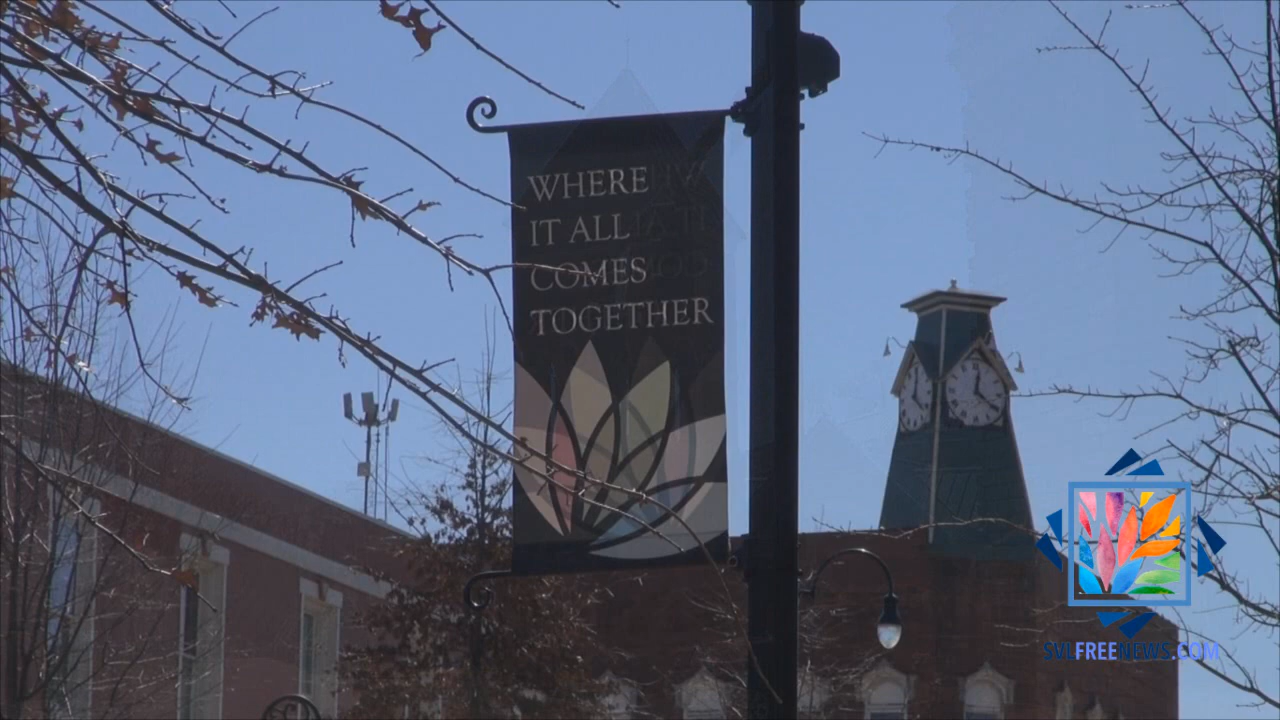 WHERE
IT ALL
COMES
TOGETHER
SVLFREENEWS.COM